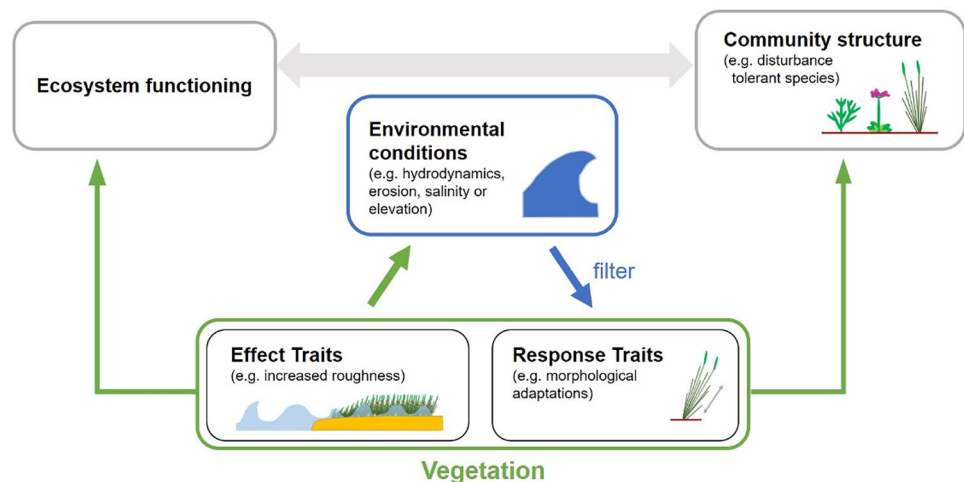 Ecosystem functioning
Community structure
(e.g. disturbance
tolerant species)
Environmental
conditions
(e.g. hydrodynamics,
erosion, salinity or
elevation)
filter
Effect Traits
(e.g. increased roughness)
Response Traits
(e.g. morphological
adaptations)
Vegetation